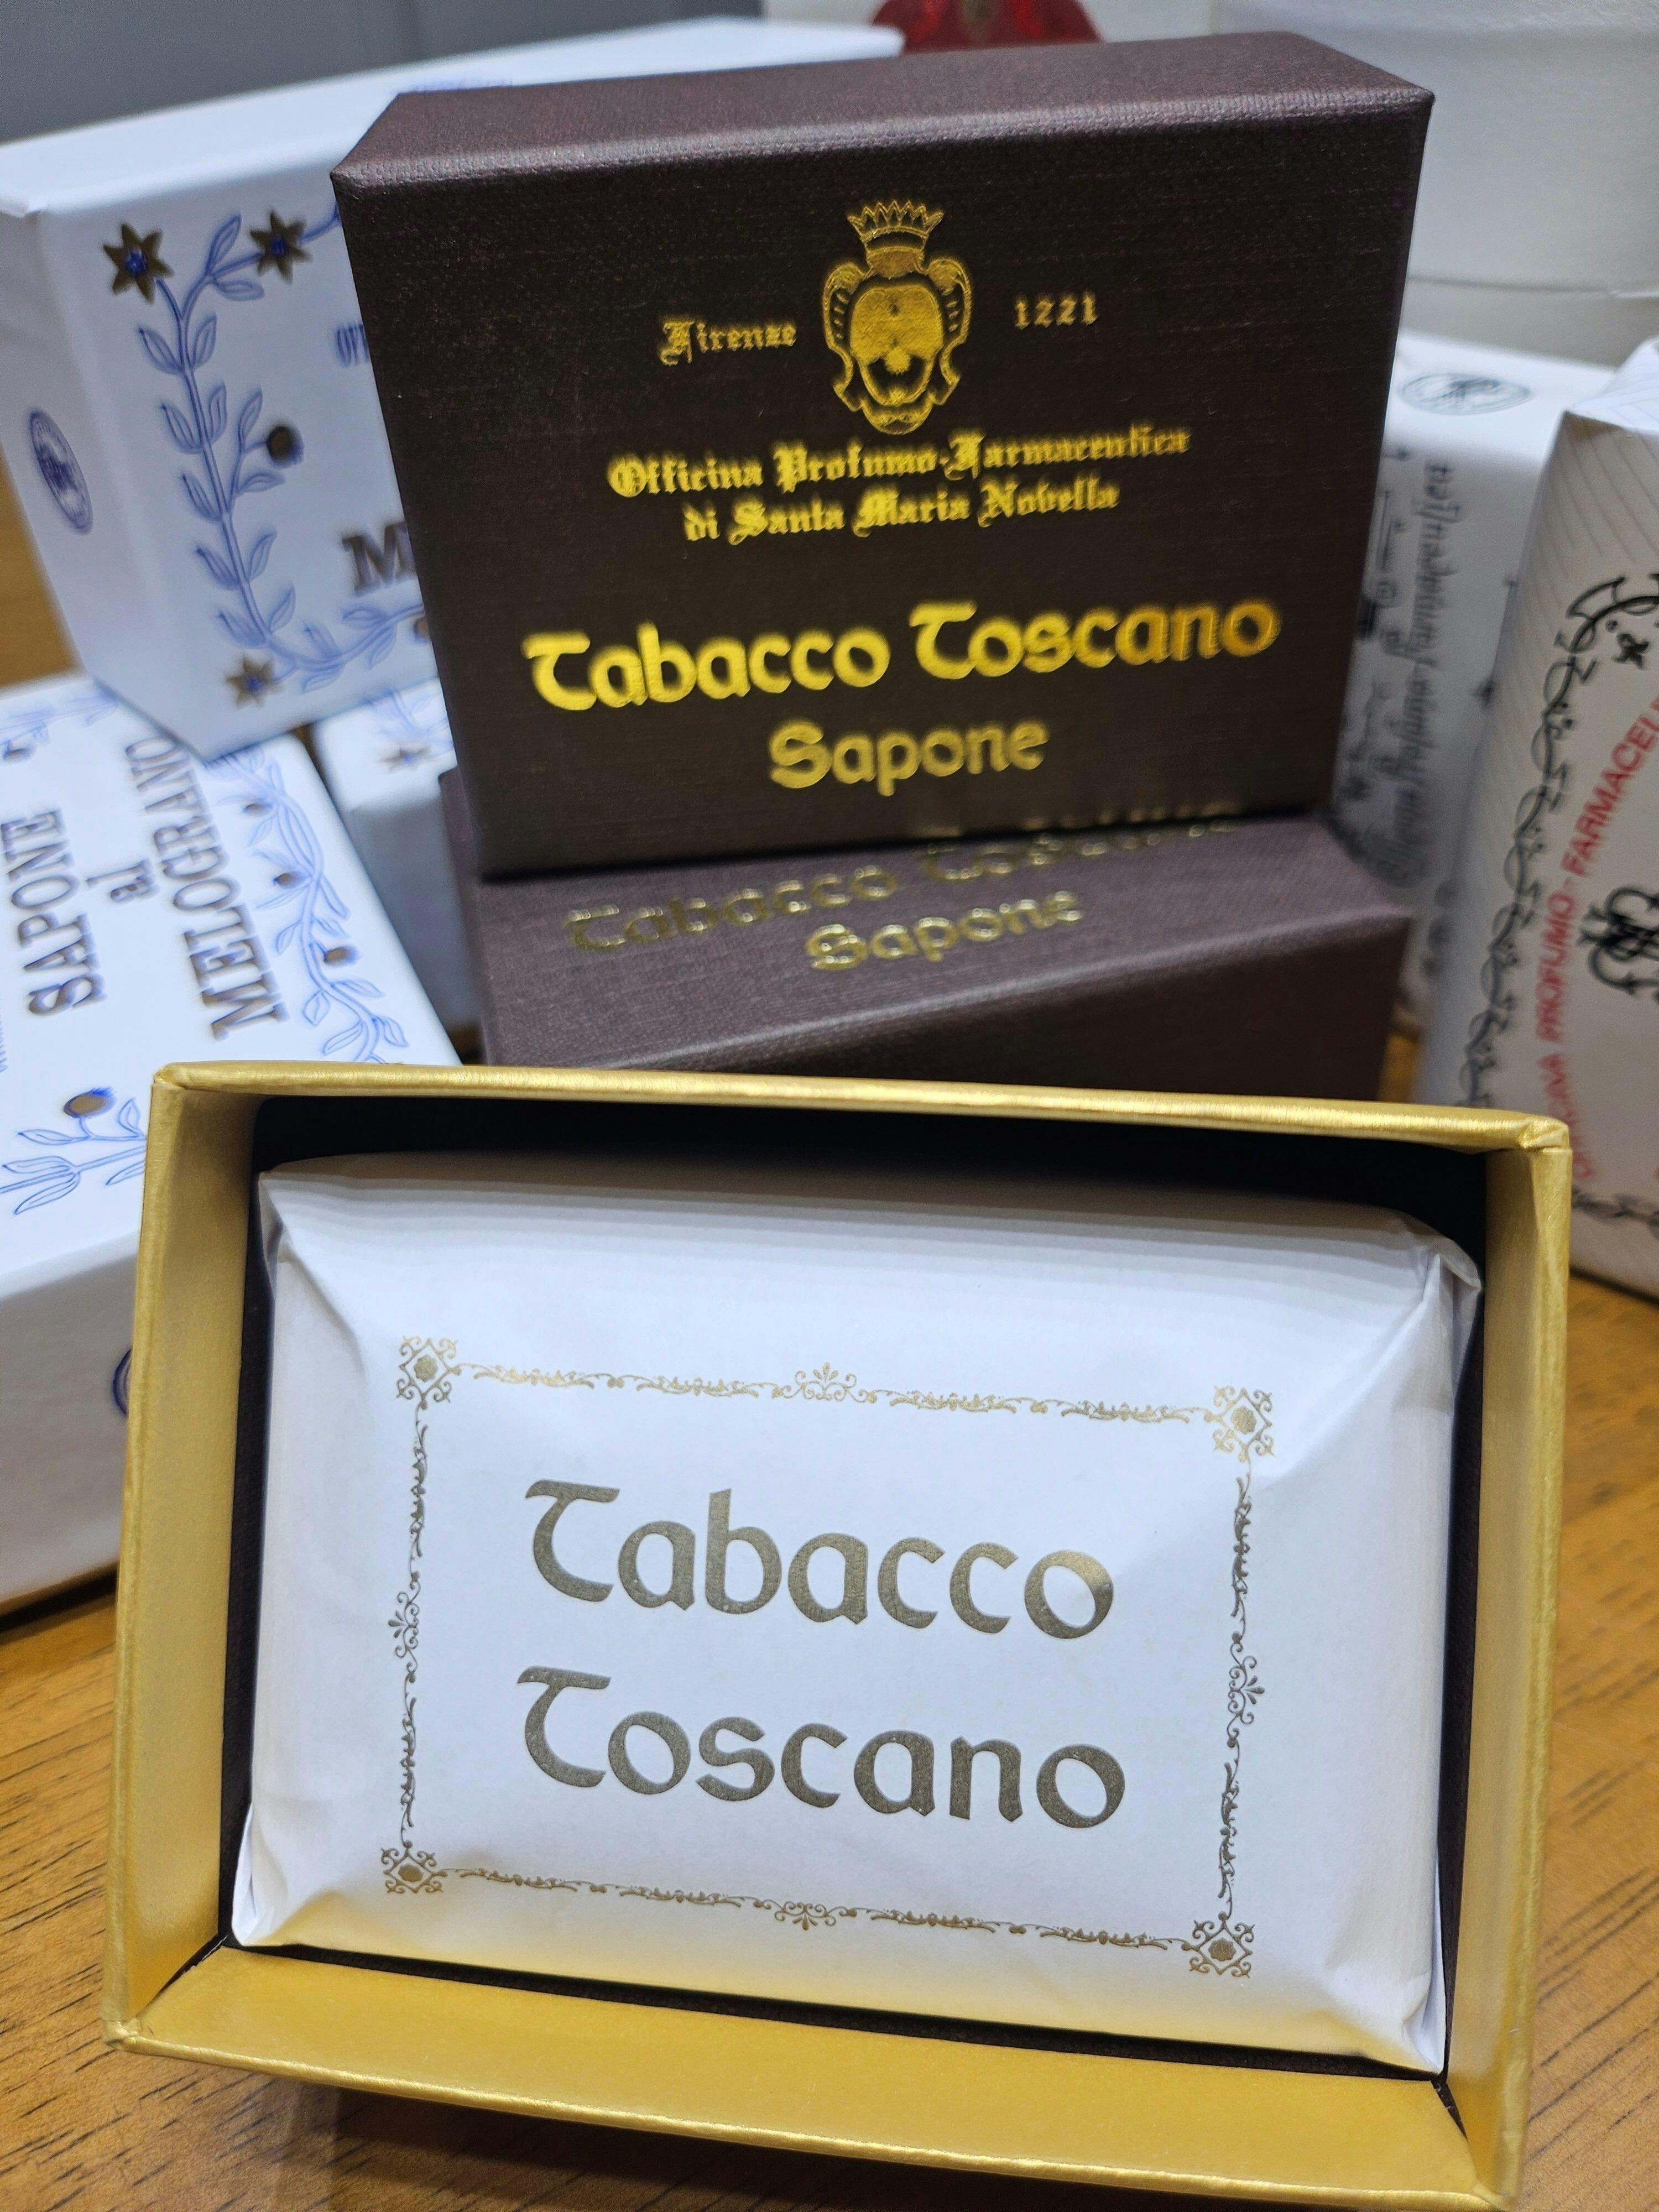 Firenze 1221
Officina Profumo-Farmaceutica
di Santa Maria Novella
Tabacco Toscano
Sapone
Tabacco Toscano
Sapone
SAPONE
al
MELOGRANO
Tabacco
Toscano